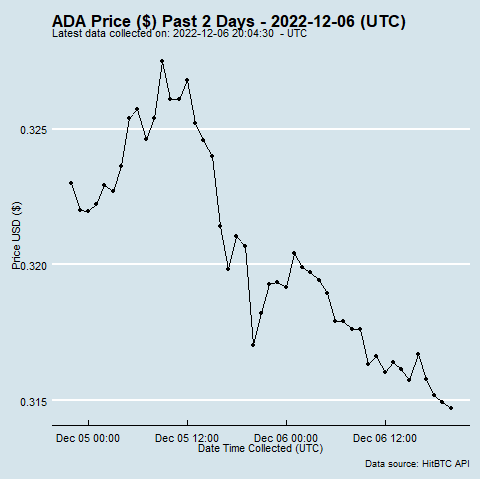 ADA Price ($) Past 2 Days - 2022-12-06 (UTC)
Latest data collected on: 2022-12-06 20:04:30  - UTC
Price USD ($)
0.325
0.320
0.315
Dec 05 00:00 Dec 05 12:00 Dec 06 00:00 Dec 06 12:00
Date Time Collected (UTC)
Data source: HitBTC API